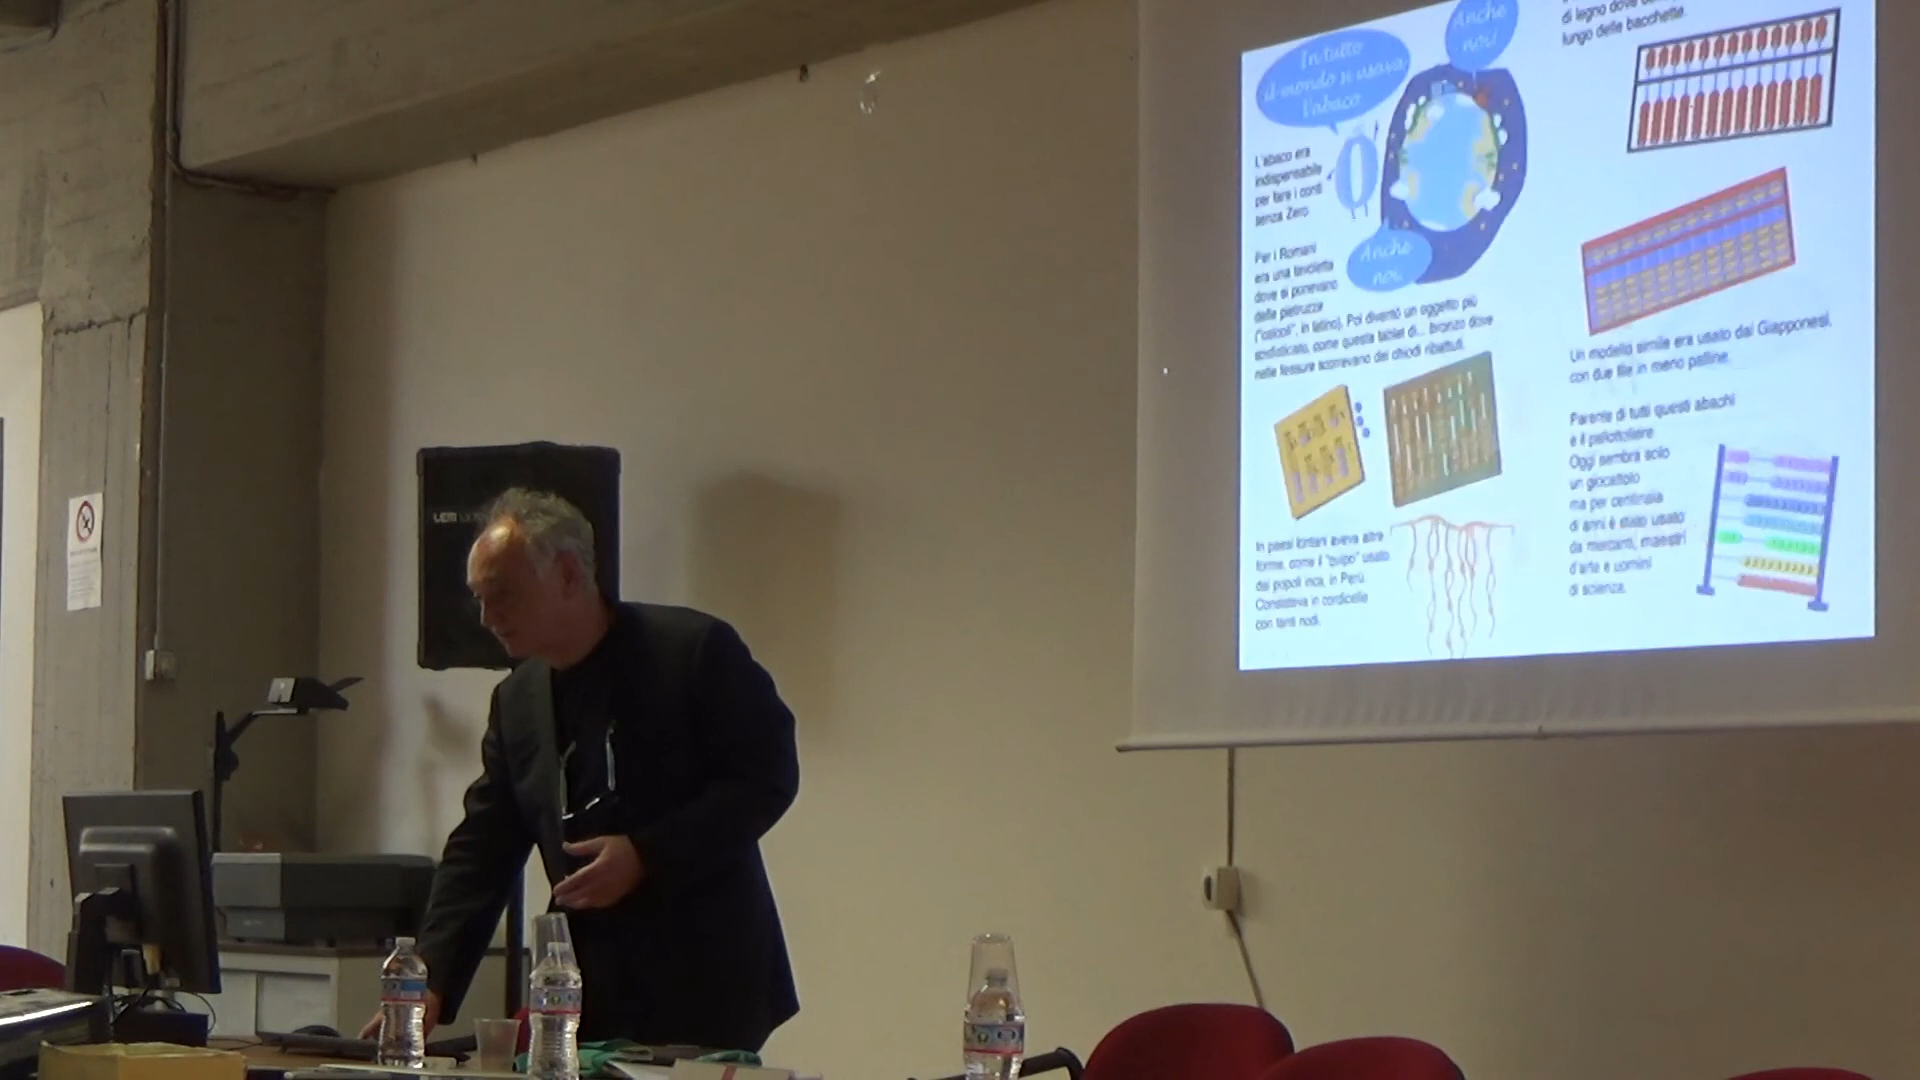 Anche
noi!
In tutto
il mondo si usava
l'abaco
L'abaco era
indispensabile
per fare i conti
senza Zero.
Per i Romani
era una tavoletta
dove si ponevano
delle pietruzze
("calcoli", in latino). Poi diventò un oggetto più
sofisticato, come questa tablet di... bronzo dove
nelle fessure scorrevano dei chiodi ribattuti.
Anche
noi.
In paesi lontani aveva altre
forme, come il "quipo" usato
dai popoli inca, in Perù.
Consisteva in cordicelle
con tanti nodi.
di legno dove
lungo delle bacchette.
Un modello simile era usato dai Giapponesi,
con due file in meno palline.
Parente di tutti questi abachi
è il pallottoliere
Oggi sembra solo
un giocattolo
ma per centinaia
di anni è stato usato
da mercanti, maestri
d'arte e uomini
di scienza.
LEM